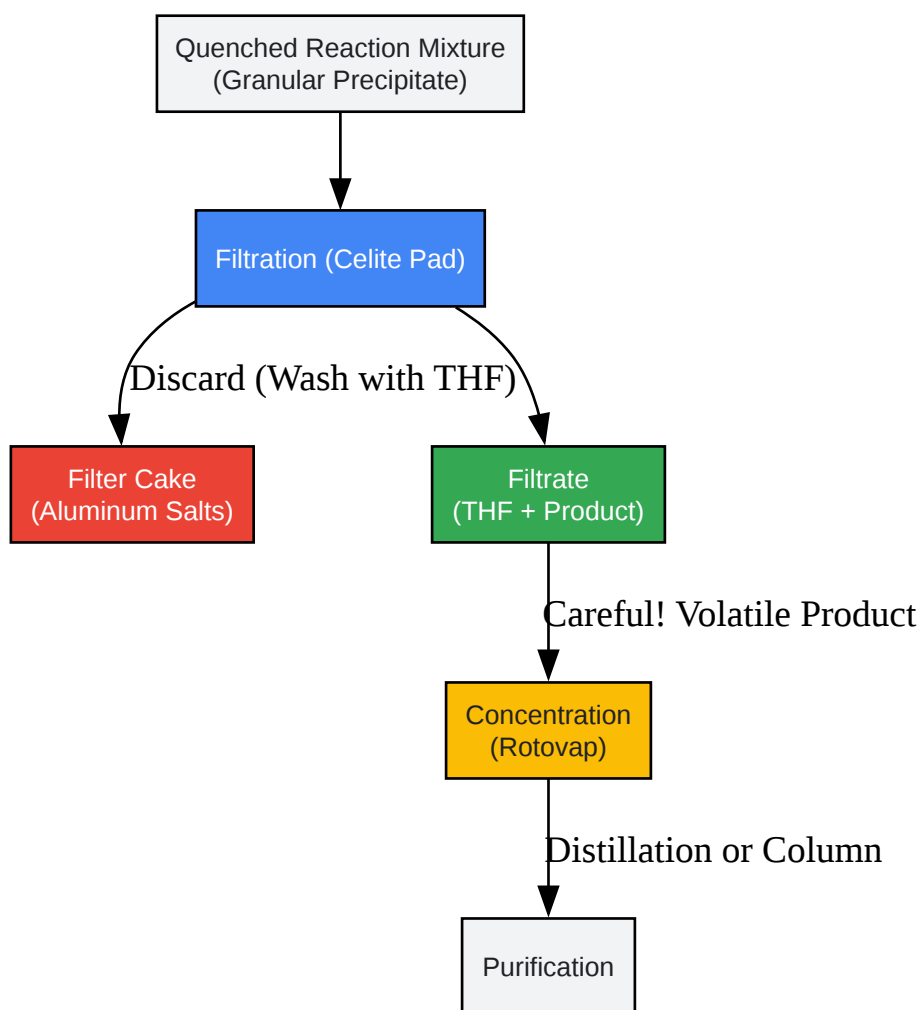 Quenched Reaction Mixture
(Granular Precipitate)
Filtration (Celite Pad)
Discard (Wash with THF)
Filter Cake
(Aluminum Salts)
Filtrate
(THF + Product)
Careful! Volatile Product
Concentration
(Rotovap)
Distillation or Column
Purification